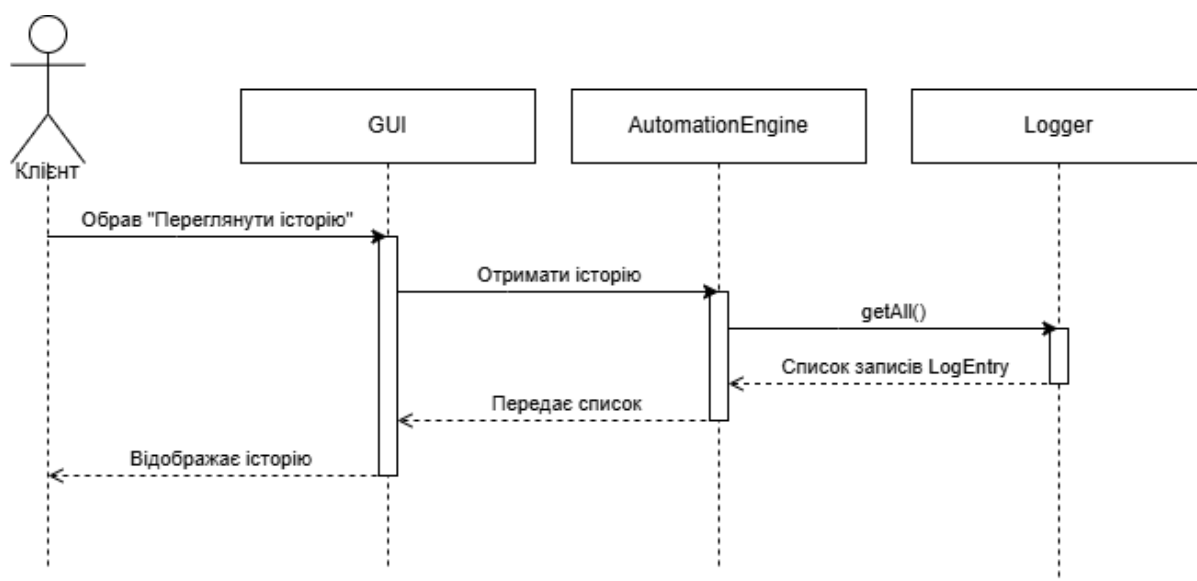 Клієнт
GUI
AutomationEngine
Logger
Обрав "Переглянути історію"
Отримати історію
getAll()
Список записів LogEntry
Передає список
Відображає історію